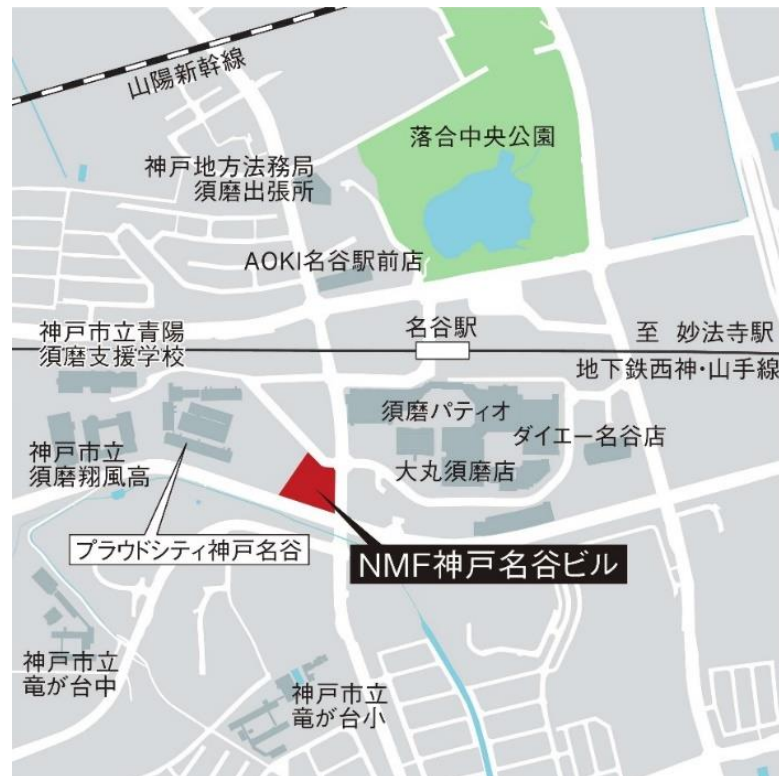 山陽新幹線
落合中央公園
神戸地方法務局
須磨出張所
AOKI名谷駅前店
神戸市立青陽
須磨支援学校
名谷駅
至 妙法寺駅
地下鉄西神・山手線
須磨パティオ
ダイエー名谷店
大丸須磨店
神戸市立
須磨翔風高
プラウドシティ神戸名谷
NMF神戸名谷ビル
神戸市立
竜が台中
神戸市立
竜が台小